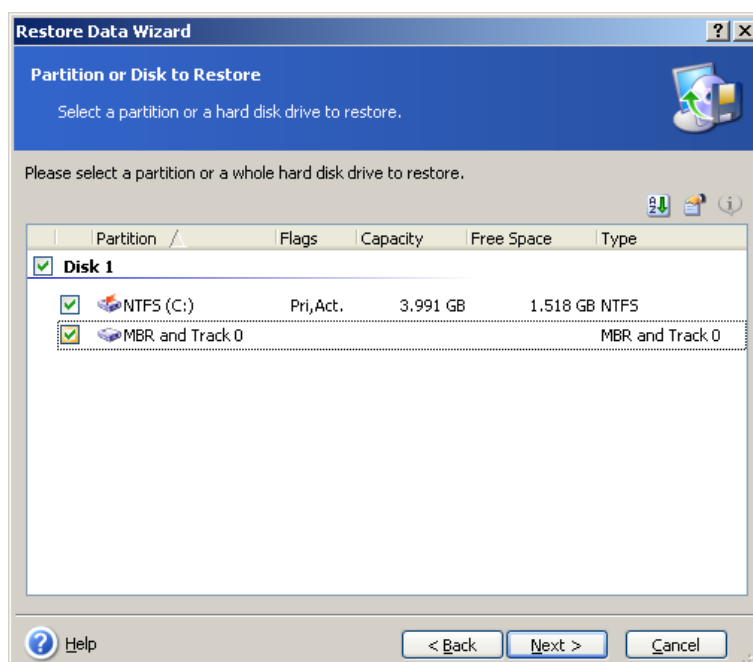 Restore Data Wizard
Partition or Disk to Restore
Select a partition or a hard disk drive to restore.
Please select a partition or a whole hard disk drive to restore.
Partition Flags Capacity Free Space Type
Disk 1
NTFS (C:) Pri,Act. 3.991 GB 1.518 GB NTFS
MBR and Track 0 MBR and Track 0
Help < Back Next > Cancel